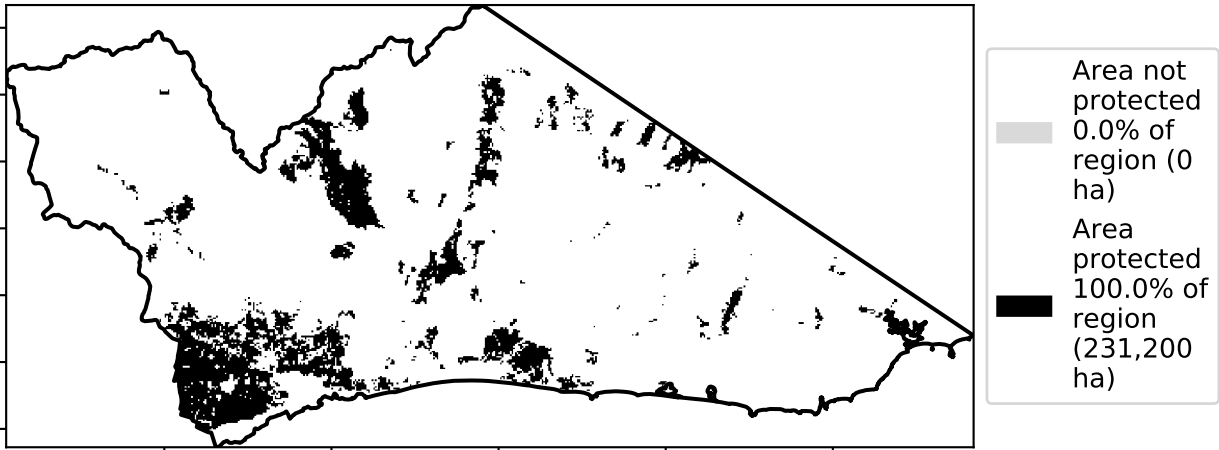 Area not
protected
0.0% of
region (0
ha)
Area
protected
100.0% of
region
(231,200
ha)